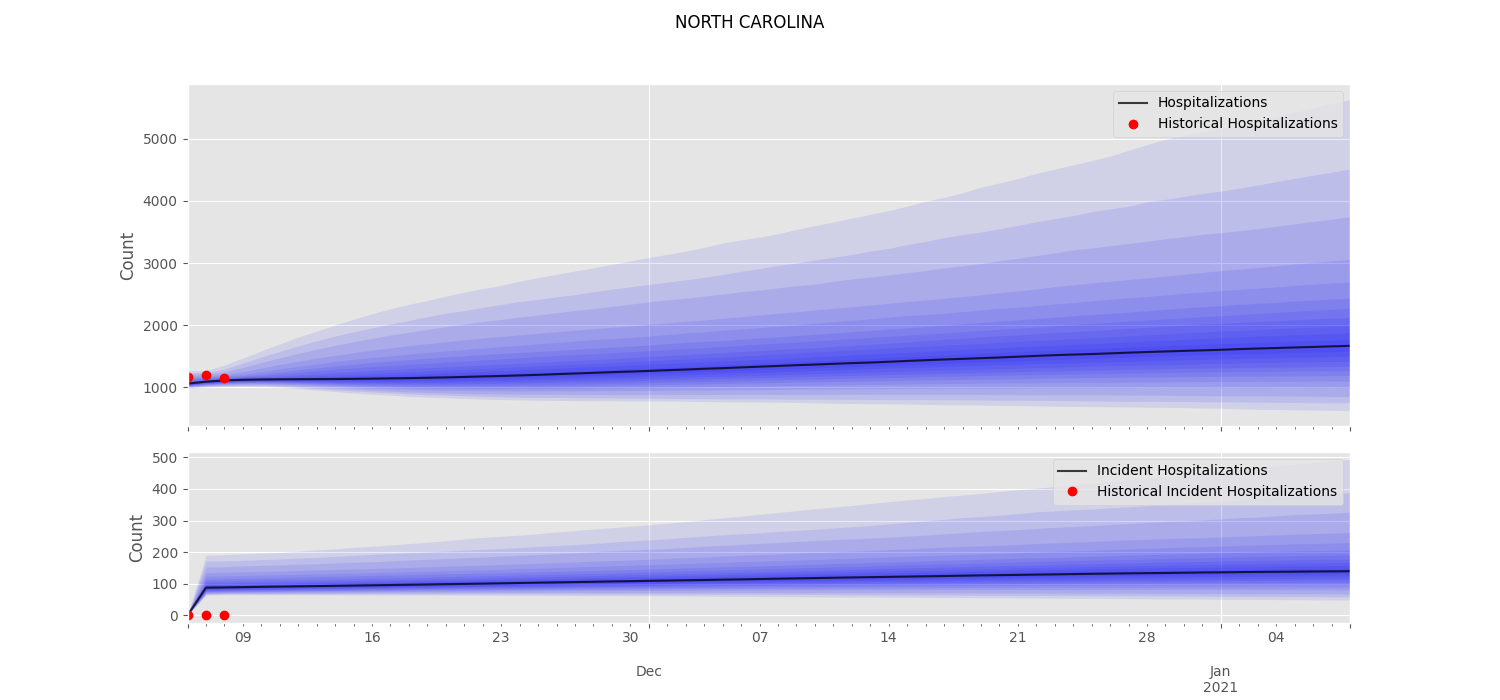 NORTH CAROLINA
Count
5000
4000
3000
2000
1000
Hospitalizations
Historical Hospitalizations
Count
500
400
300
200
100
0
Incident Hospitalizations
Historical Incident Hospitalizations
09 16 23 30 07 14 21 28 04
Dec Jan
2021